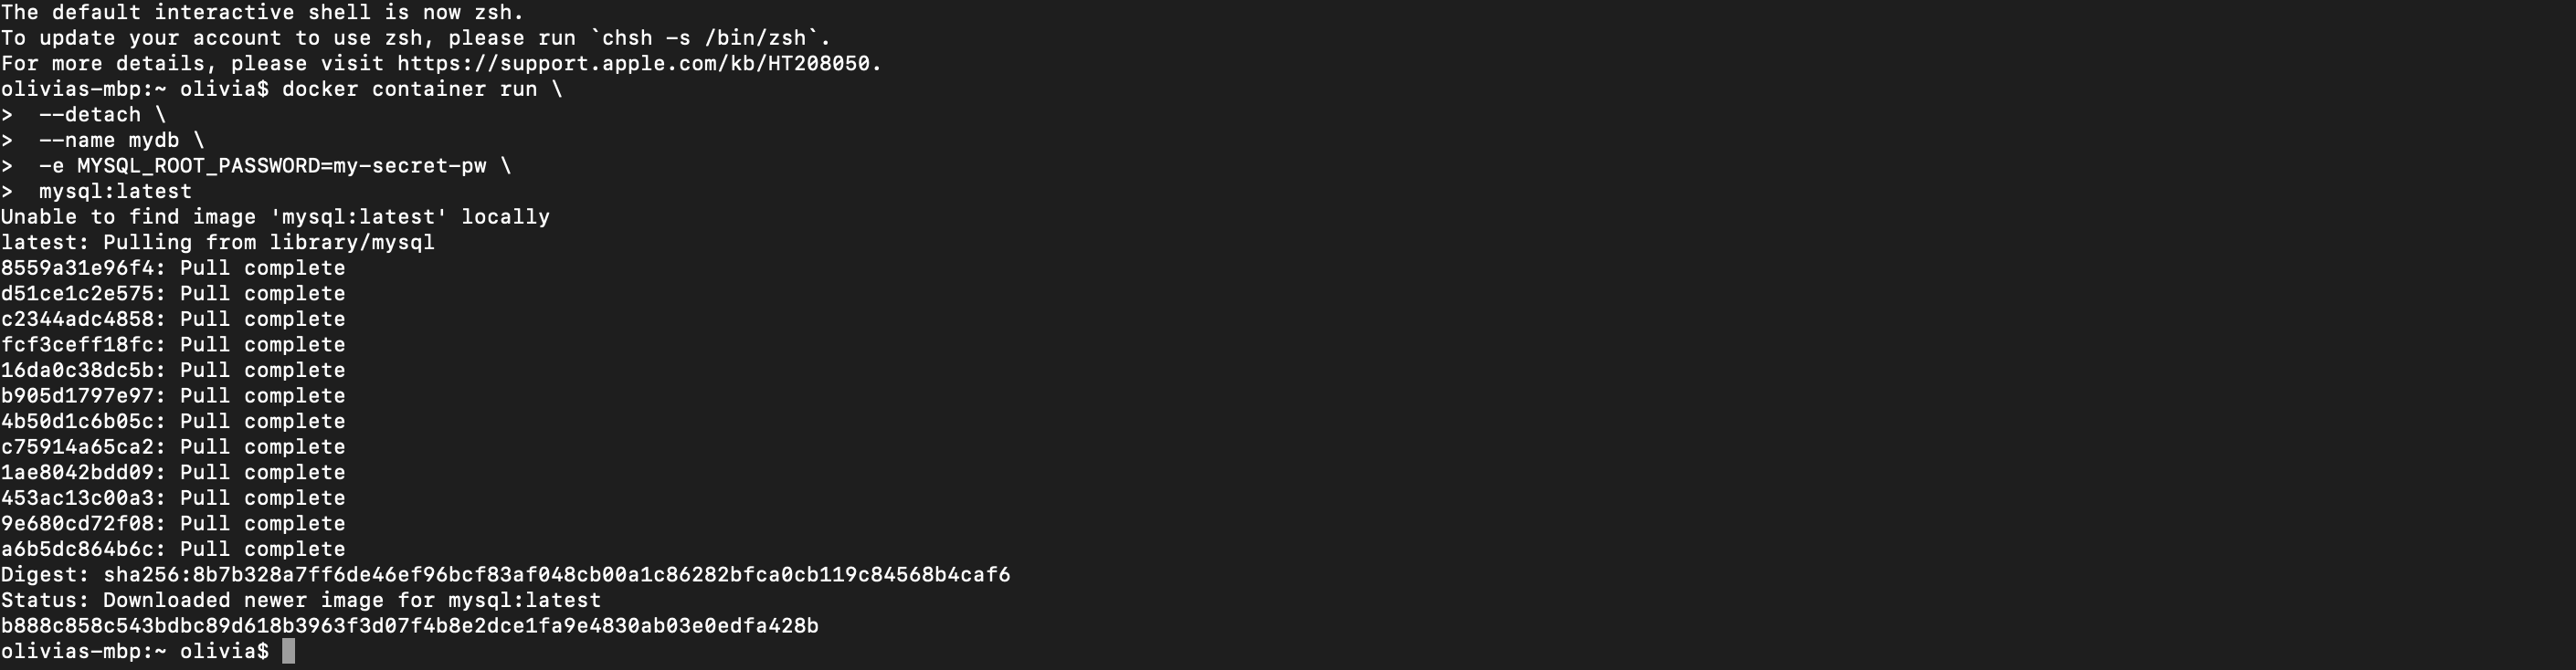 The default interactive shell is now zsh.
To update your account to use zsh, please run `chsh -s /bin/zsh`.
For more details, please visit https://support.apple.com/kb/HT208050.
olivias-mbp:~ olivia$ docker container run \
>  --detach \
>  --name mydb \
>  -e MYSQL_ROOT_PASSWORD=my-secret-pw \
>  mysql:latest
Unable to find image 'mysql:latest' locally
latest: Pulling from library/mysql
8559a31e96f4: Pull complete
d51ce1c2e575: Pull complete
c2344adc4858: Pull complete
fcf3ceff18fc: Pull complete
16da0c38dc5b: Pull complete
b905d1797e97: Pull complete
4b50d1c6b05c: Pull complete
c75914a65ca2: Pull complete
1ae8042bdd09: Pull complete
453ac13c00a3: Pull complete
9e680cd72f08: Pull complete
a6b5dc864b6c: Pull complete
Digest: sha256:8b7b328a7ff6de46ef96bcf83af048cb00a1c86282bfca0cb119c84568b4caf6
Status: Downloaded newer image for mysql:latest
b888c858c543bdbc89d618b3963f3d07f4b8e2dce1fa9e4830ab03e0edfa428b
olivias-mbp:~ olivia$